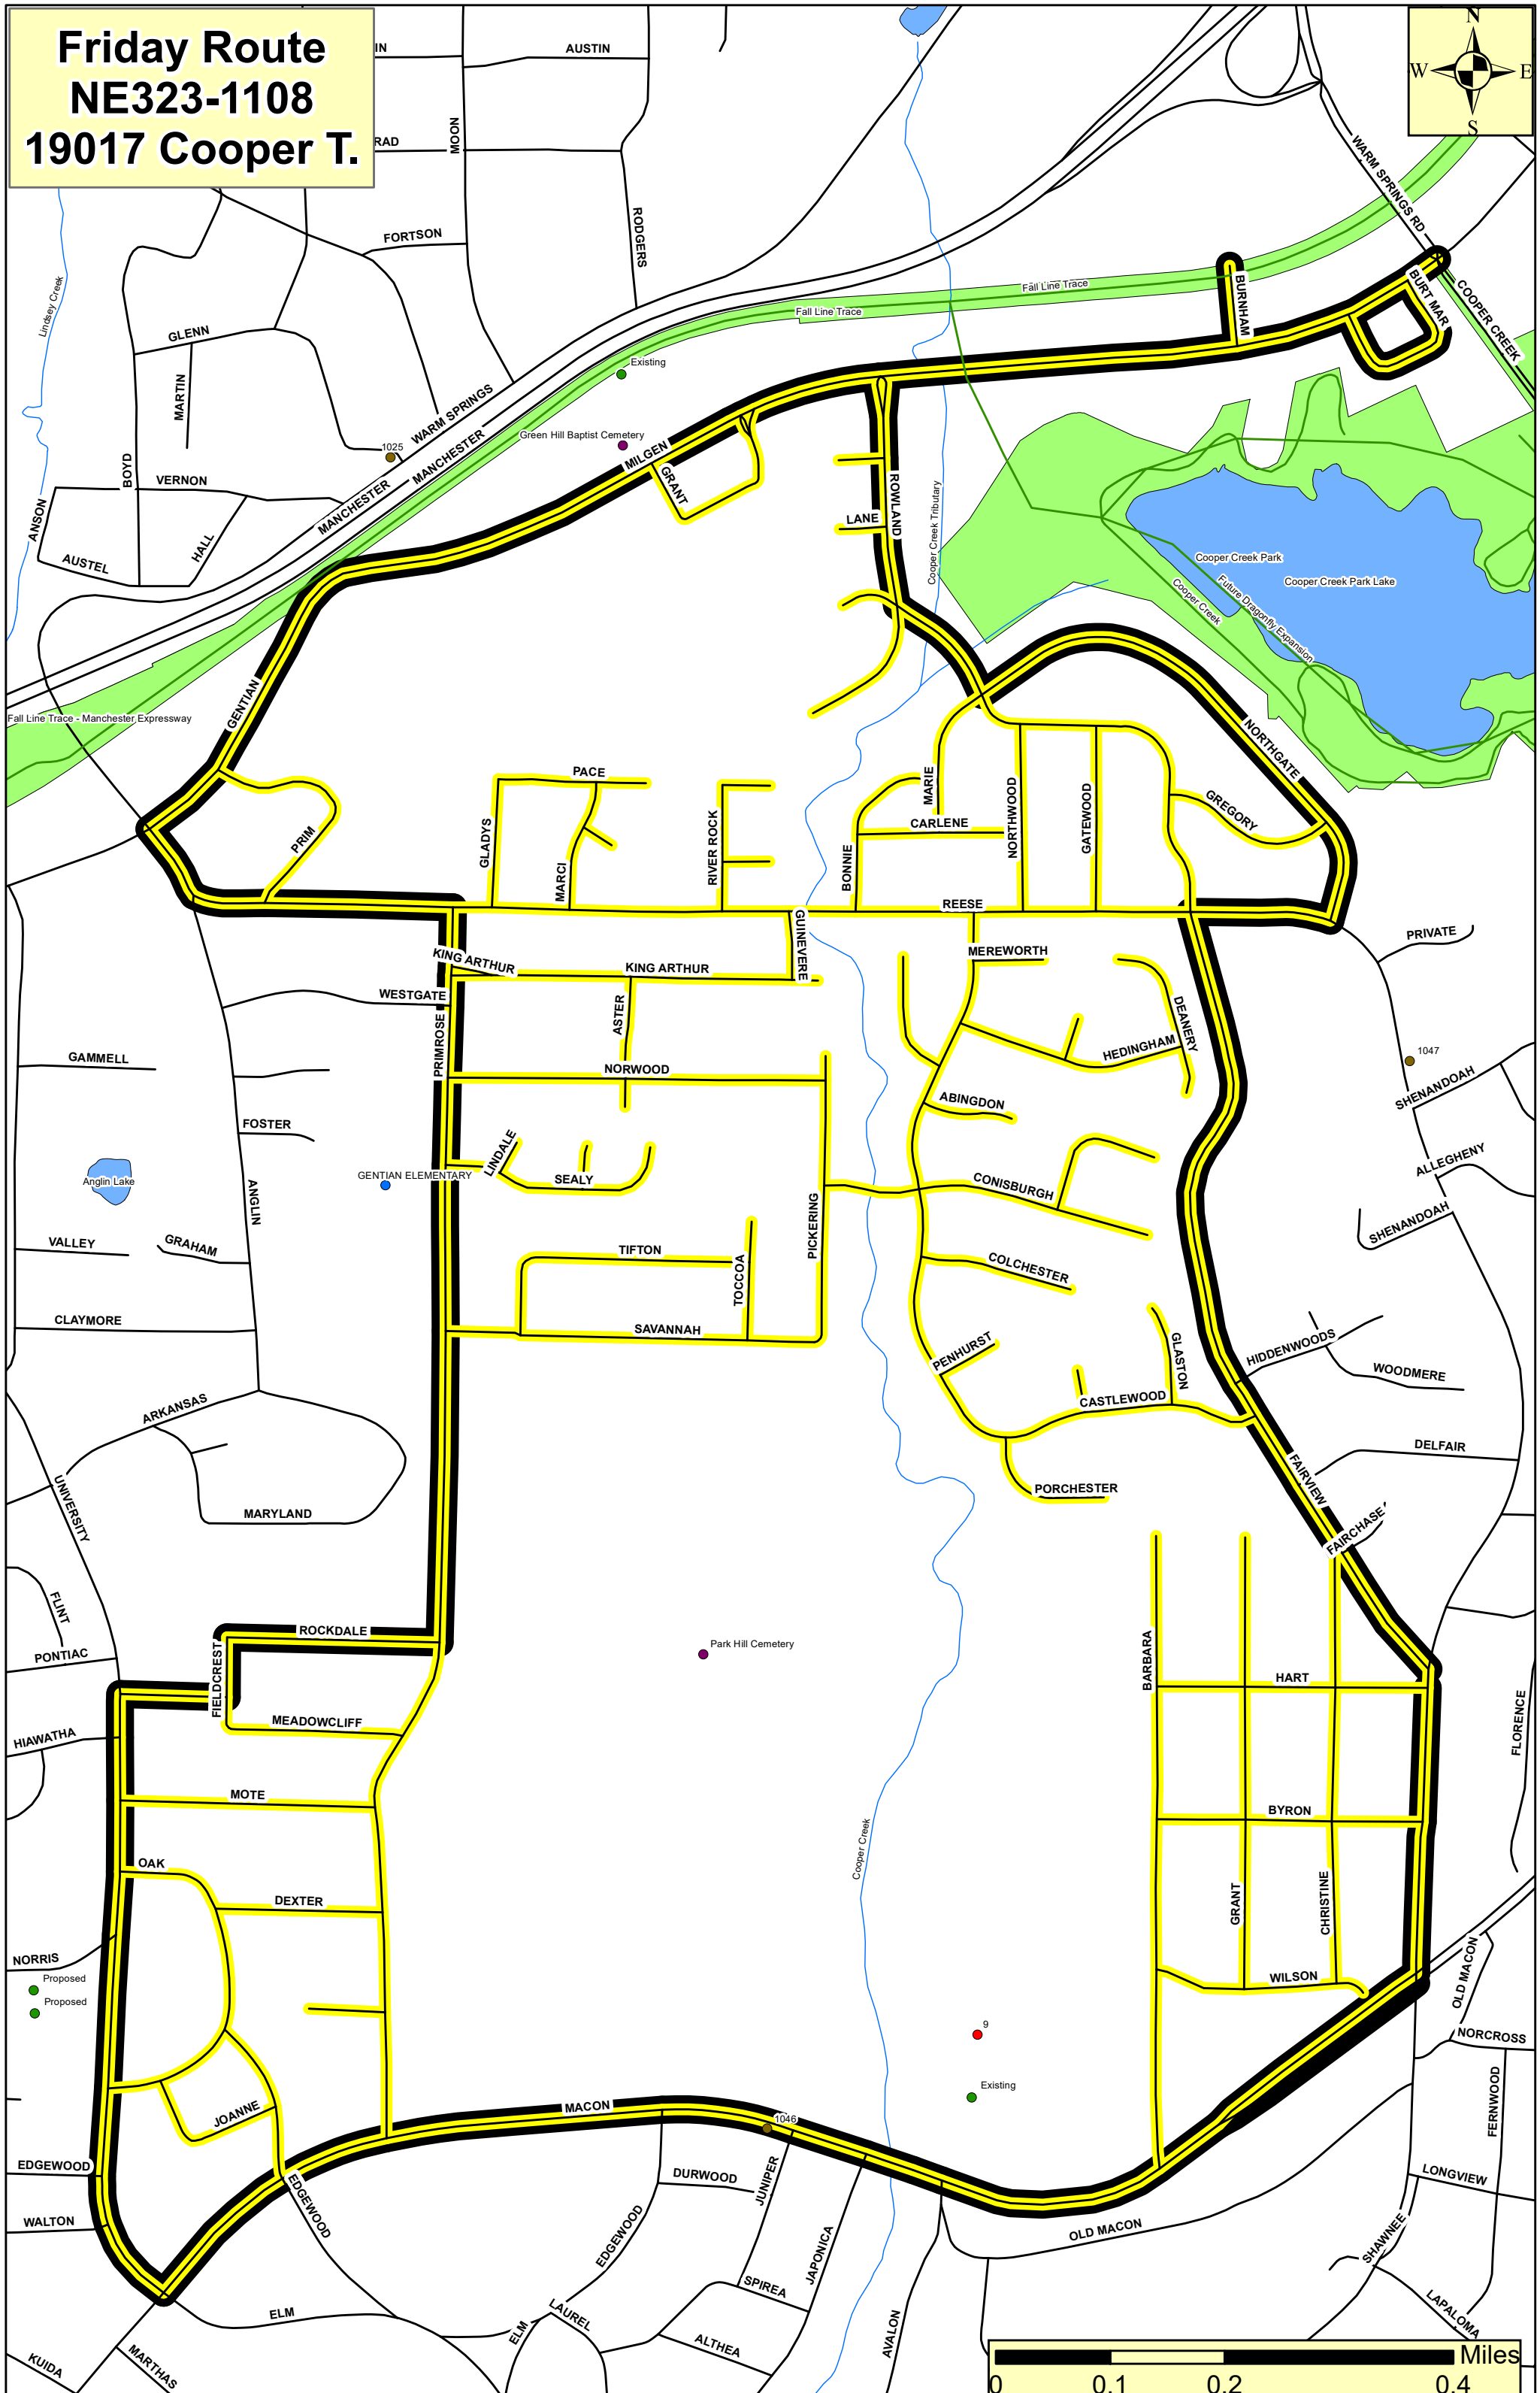 Friday Route
NE323-1108
19017 Cooper T.
N
W
E
S
IN
AUSTIN
MOON
RAD
RODGERS
FORTSON
WARM SPRINGS RD
Lindsey Creek
GLENN
MARTIN
BOYD
VERNON
ANSON
AUSTEL
HALL
1025
WARM SPRINGS
MANCHESTER
MANCHESTER
Existing
Green Hill Baptist Cemetery
MILGEN
GRANT
Fall Line Trace
Fall Line Trace
BURNHAM
BURT MAR
COOPER CREEK
ROWLAND
LANE
Cooper Creek Tributary
Cooper Creek Park
Cooper Creek Park Lake
Cooper Creek
Future Dragonfly Expansion
GENTIAN
Fall Line Trace - Manchester Expressway
PRIM
PACE
GLADYS
MARCI
RIVER ROCK
BONNIE
MARIE
CARLENE
NORTHWOOD
GATEWOOD
GREGORY
NORTHGATE
REESE
GUINEVERE
KING ARTHUR
KING ARTHUR
WESTGATE
PRIMROSE
ASTER
NORWOOD
MEREWORTH
DEANERY
HEDINGHAM
ABINGDON
PRIVATE
1047
SHENANDOAH
ALLEGHENY
SHENANDOAH
GAMMELL
FOSTER
GENTIAN ELEMENTARY
Anglin Lake
ANGLIN
VALLEY
GRAHAM
CLAYMORE
LINDALE
SEALY
TIFTON
TOCCOA
PICKERING
SAVANNAH
CONISBURGH
COLCHESTER
PENHURST
GLASTON
CASTLEWOOD
PORCHESTER
HIDDENWOODS
WOODMERE
DELFAIR
FAIRVIEW
FAIRCHASE
ARKANSAS
UNIVERSITY
MARYLAND
FLINT
PONTIAC
ROCKDALE
FIELDCREST
MEADOWCLIFF
HIAWATHA
MOTE
OAK
DEXTER
NORRIS
Proposed
Proposed
JOANNE
Park Hill Cemetery
Cooper Creek
BARBARA
HART
BYRON
GRANT
CHRISTINE
WILSON
FLORENCE
OLD MACON
NORCROSS
FERNWOOD
LONGVIEW
SHAWNEE
LAPALOMA
9
Existing
MACON
1046
EDGEWOOD
WALTON
EDGEWOOD
DURWOOD
JUNIPER
EDGEWOOD
JAPONICA
OLD MACON
SPIREA
ELM
ELM
LAUREL
ALTHEA
AVALON
KUIDA
MARTHAS
Miles
0
0.1
0.2
0.4